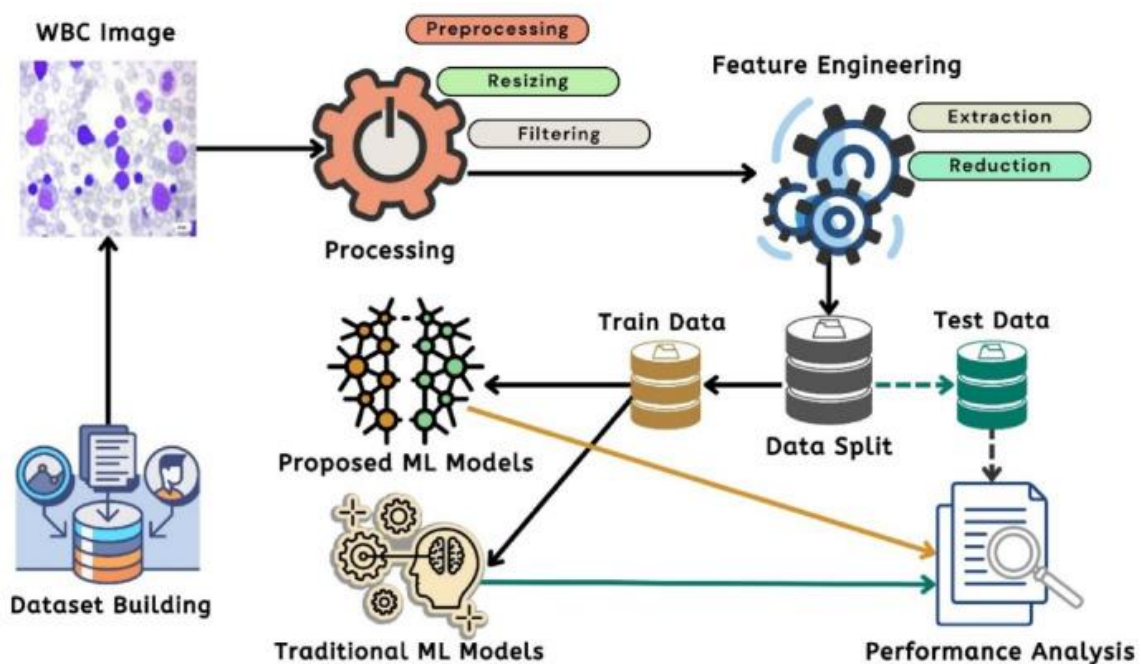 WBC Image
Preprocessing
Resizing
Filtering
Processing
Feature Engineering
Extraction
Reduction
Train Data
Test Data
Data Split
Proposed ML Models
Dataset Building
Traditional ML Models
Performance Analysis